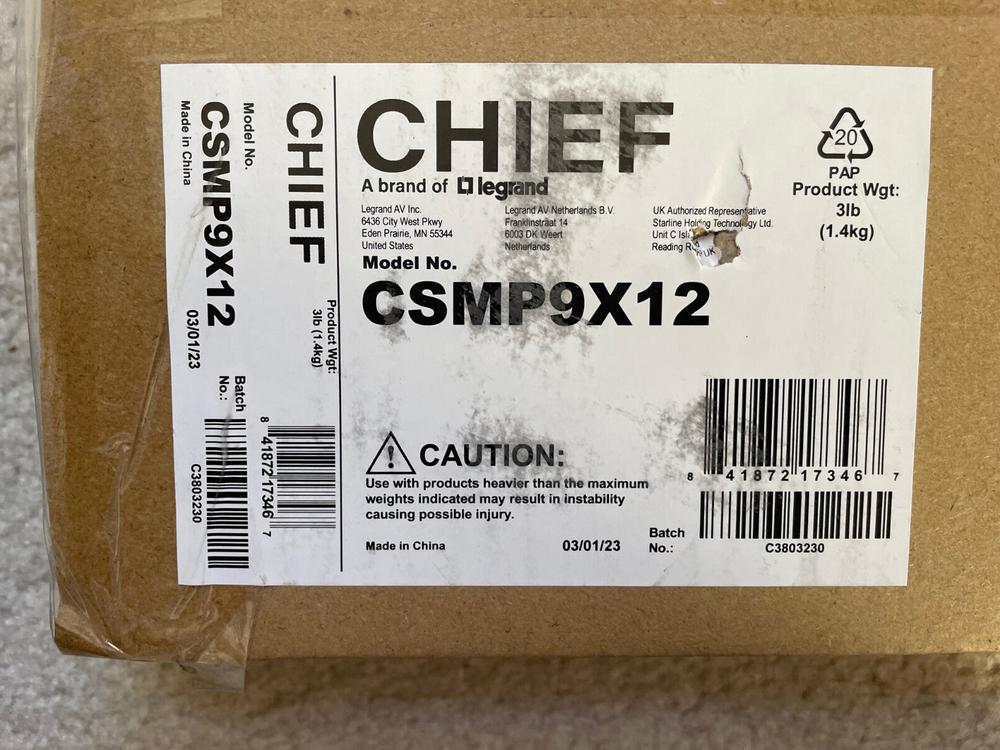 CHIEF
Model No.
CSMP9X12
Made in China
Product Wgt:
3lb (1.4kg)
03/01/23
Batch
No.:
C3803230
8 41872 17346 7
CHIEF
A brand of legrand
Legrand AV Inc.
6436 City West Pkwy
Eden Prairie, MN 55344
United States
Legrand AV Netherlands B.V.
Franklinstraat 14
6003 DK Weert
Netherlands
UK Authorized Representative
Starline Holding Technology Ltd.
Unit C
Reading
UK
20
PAP
Product Wgt:
3lb
(1.4kg)
Model No.
CSMP9X12
CAUTION:
Use with products heavier than the maximum
weights indicated may result in instability
causing possible injury.
Made in China
03/01/23
8 41872 17346 7
Batch
No.:
C3803230